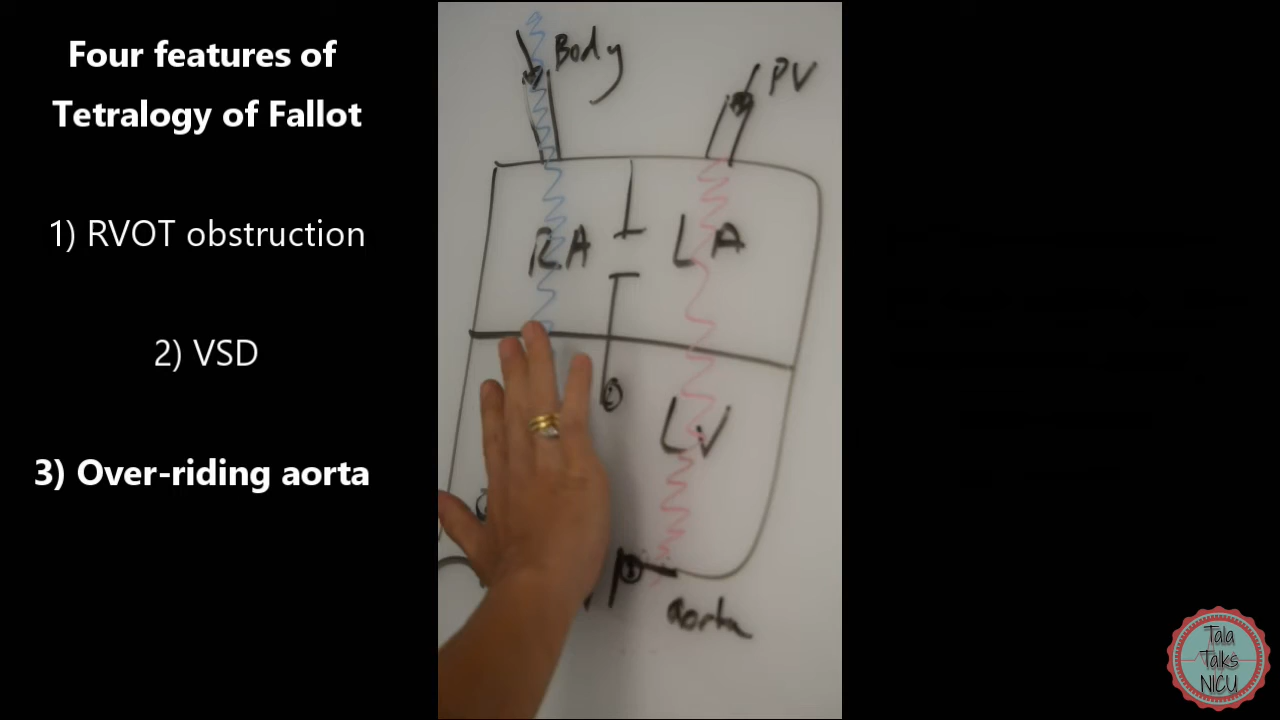 Four features of
Tetralogy of Fallot
1) RVOT obstruction
2) VSD
3) Over-riding aorta
Body
PV
RA
LA
LV
aorta
Tala
Talks
NICU